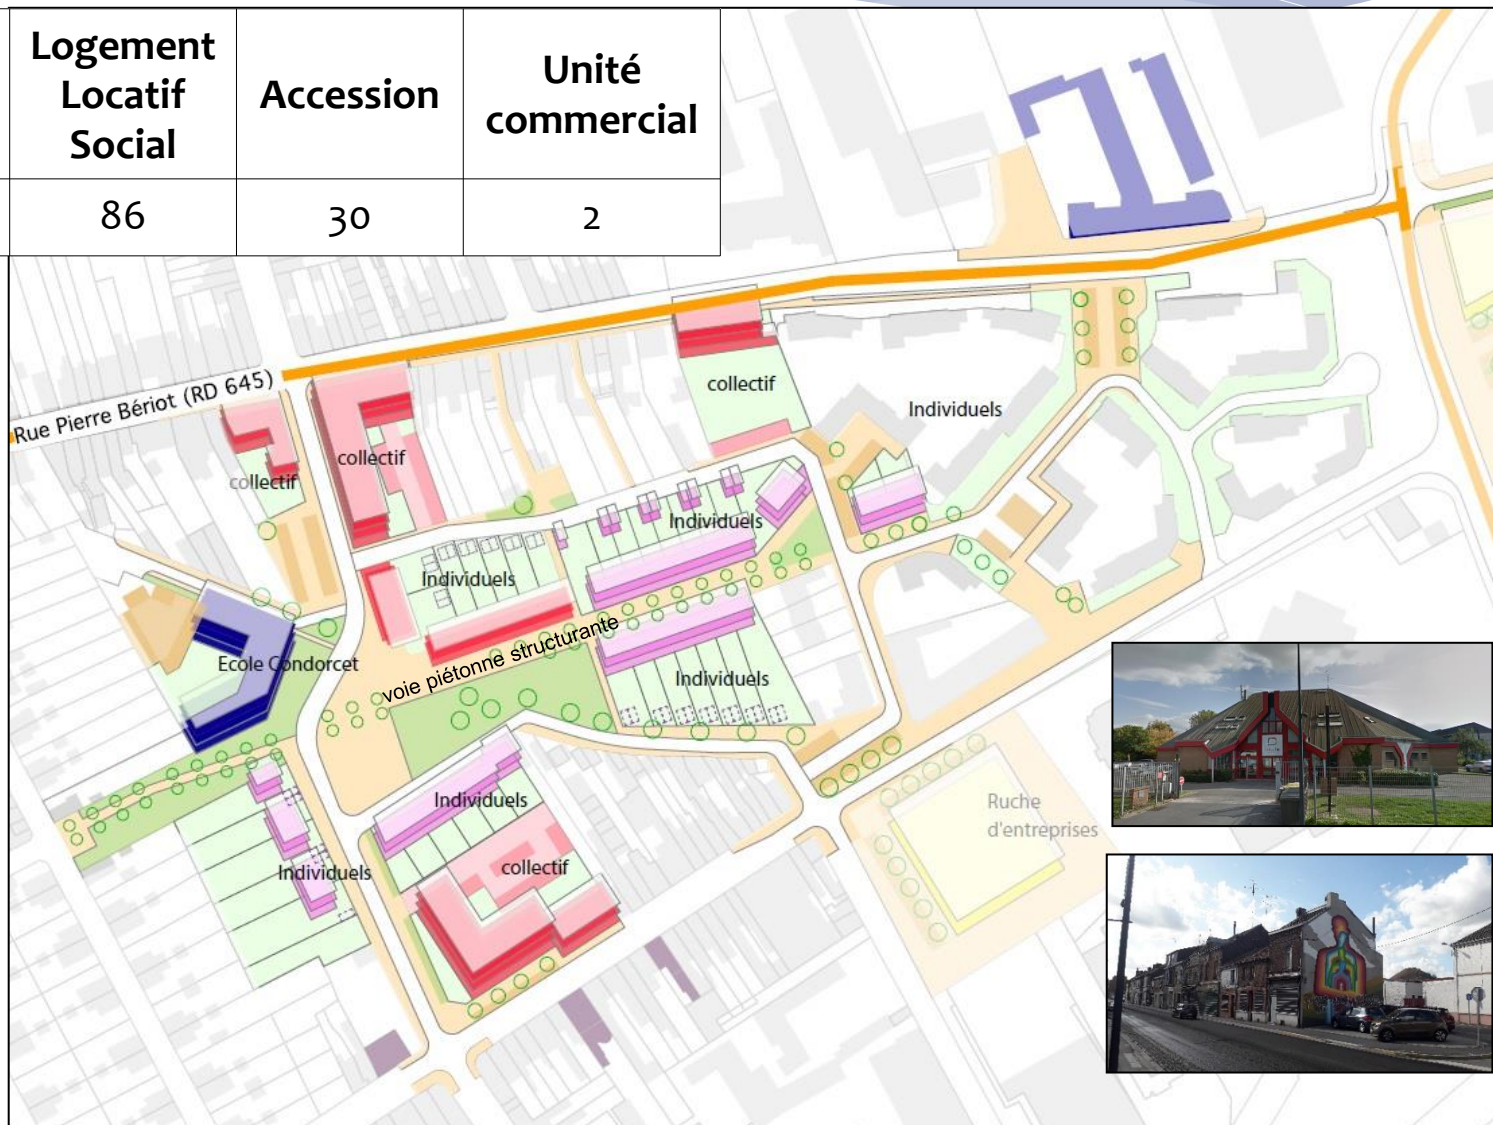 Logement
Locatif
Social
Accession
Unité
commercial
86
30
2
Rue Pierre Bériot (RD 645)
collectif
Individuels
collectif
collectif
Individuels
Individuels
voie piétonne structurante
Ecole Condorcet
Individuels
Individuels
Ruche
d'entreprises
collectif
Individuels